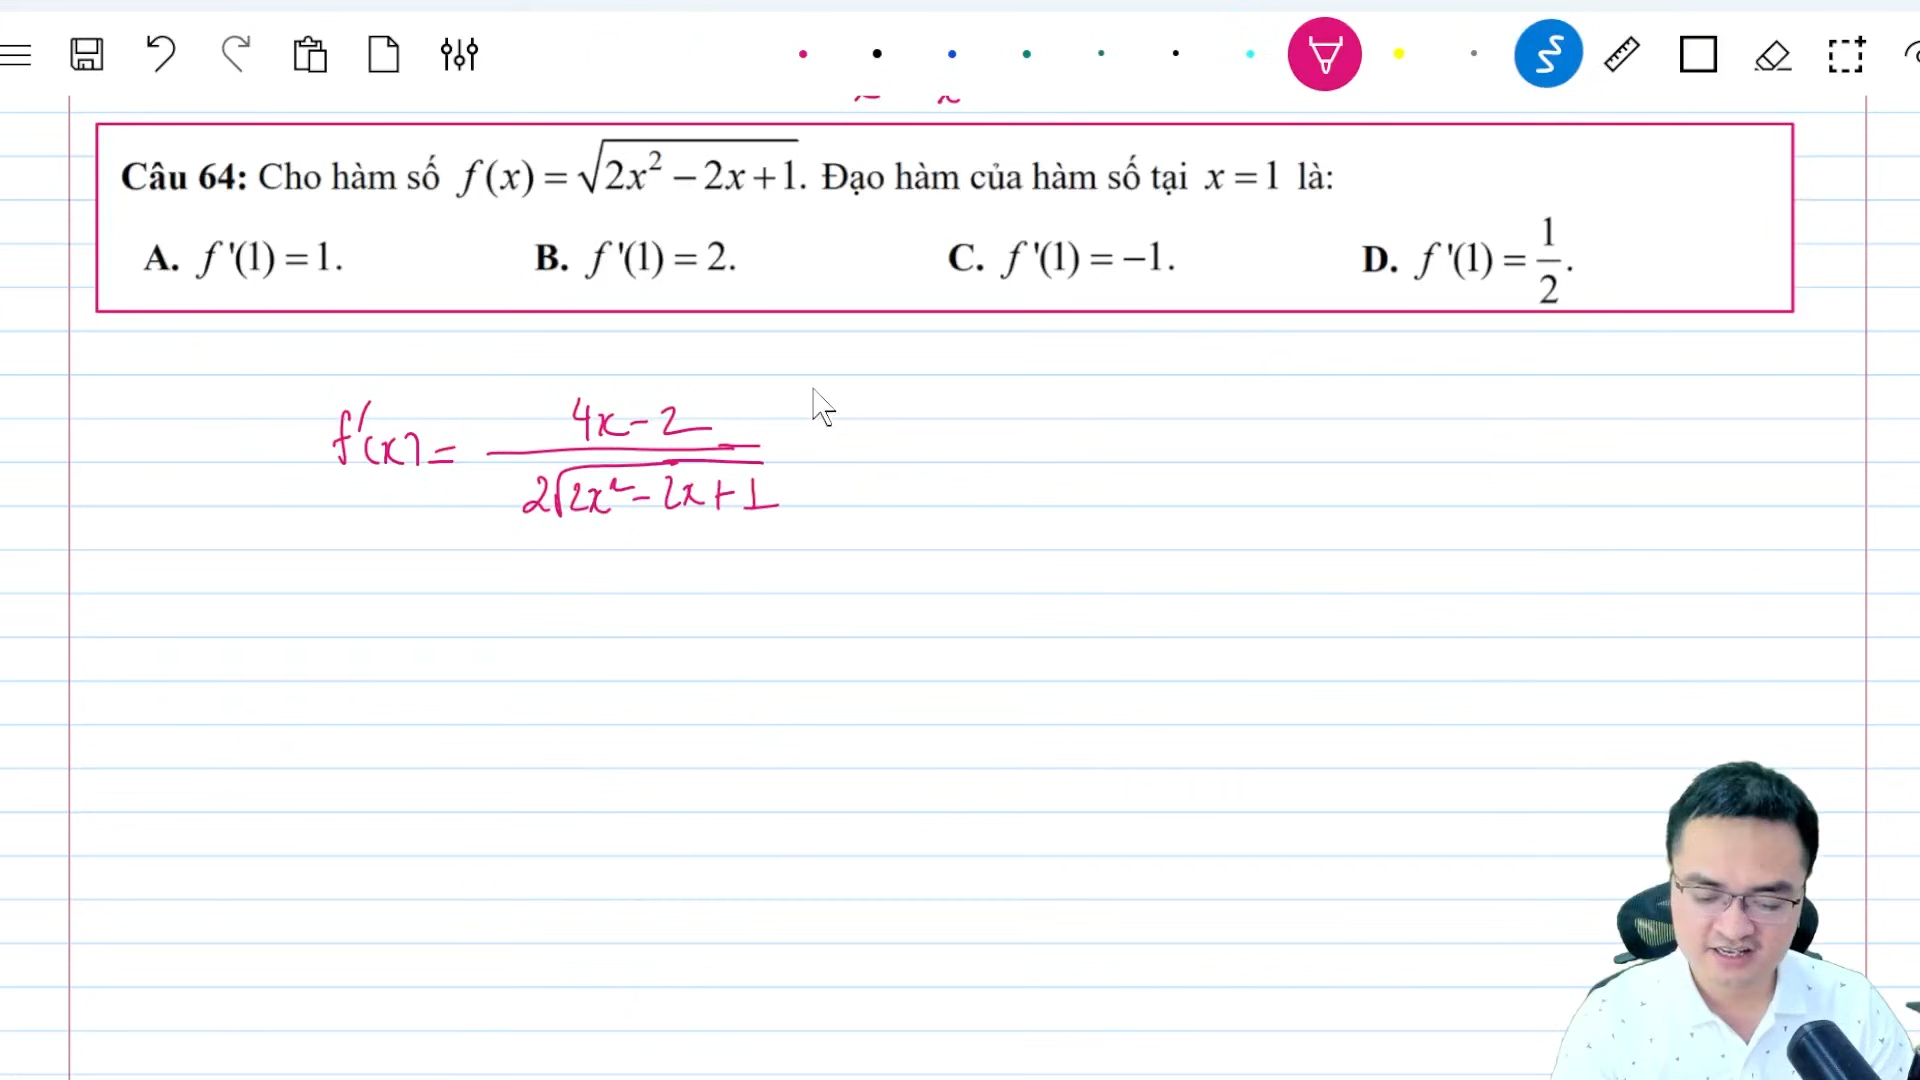 Câu 64: Cho hàm số f(x) = √(2x² − 2x + 1). Đạo hàm của hàm số tại x = 1 là:
A. f'(1) = 1. B. f'(1) = 2. C. f'(1) = −1. D. f'(1) = 1/2.
f'(x) = (4x − 2)/(2√(2x² − 2x + 1))